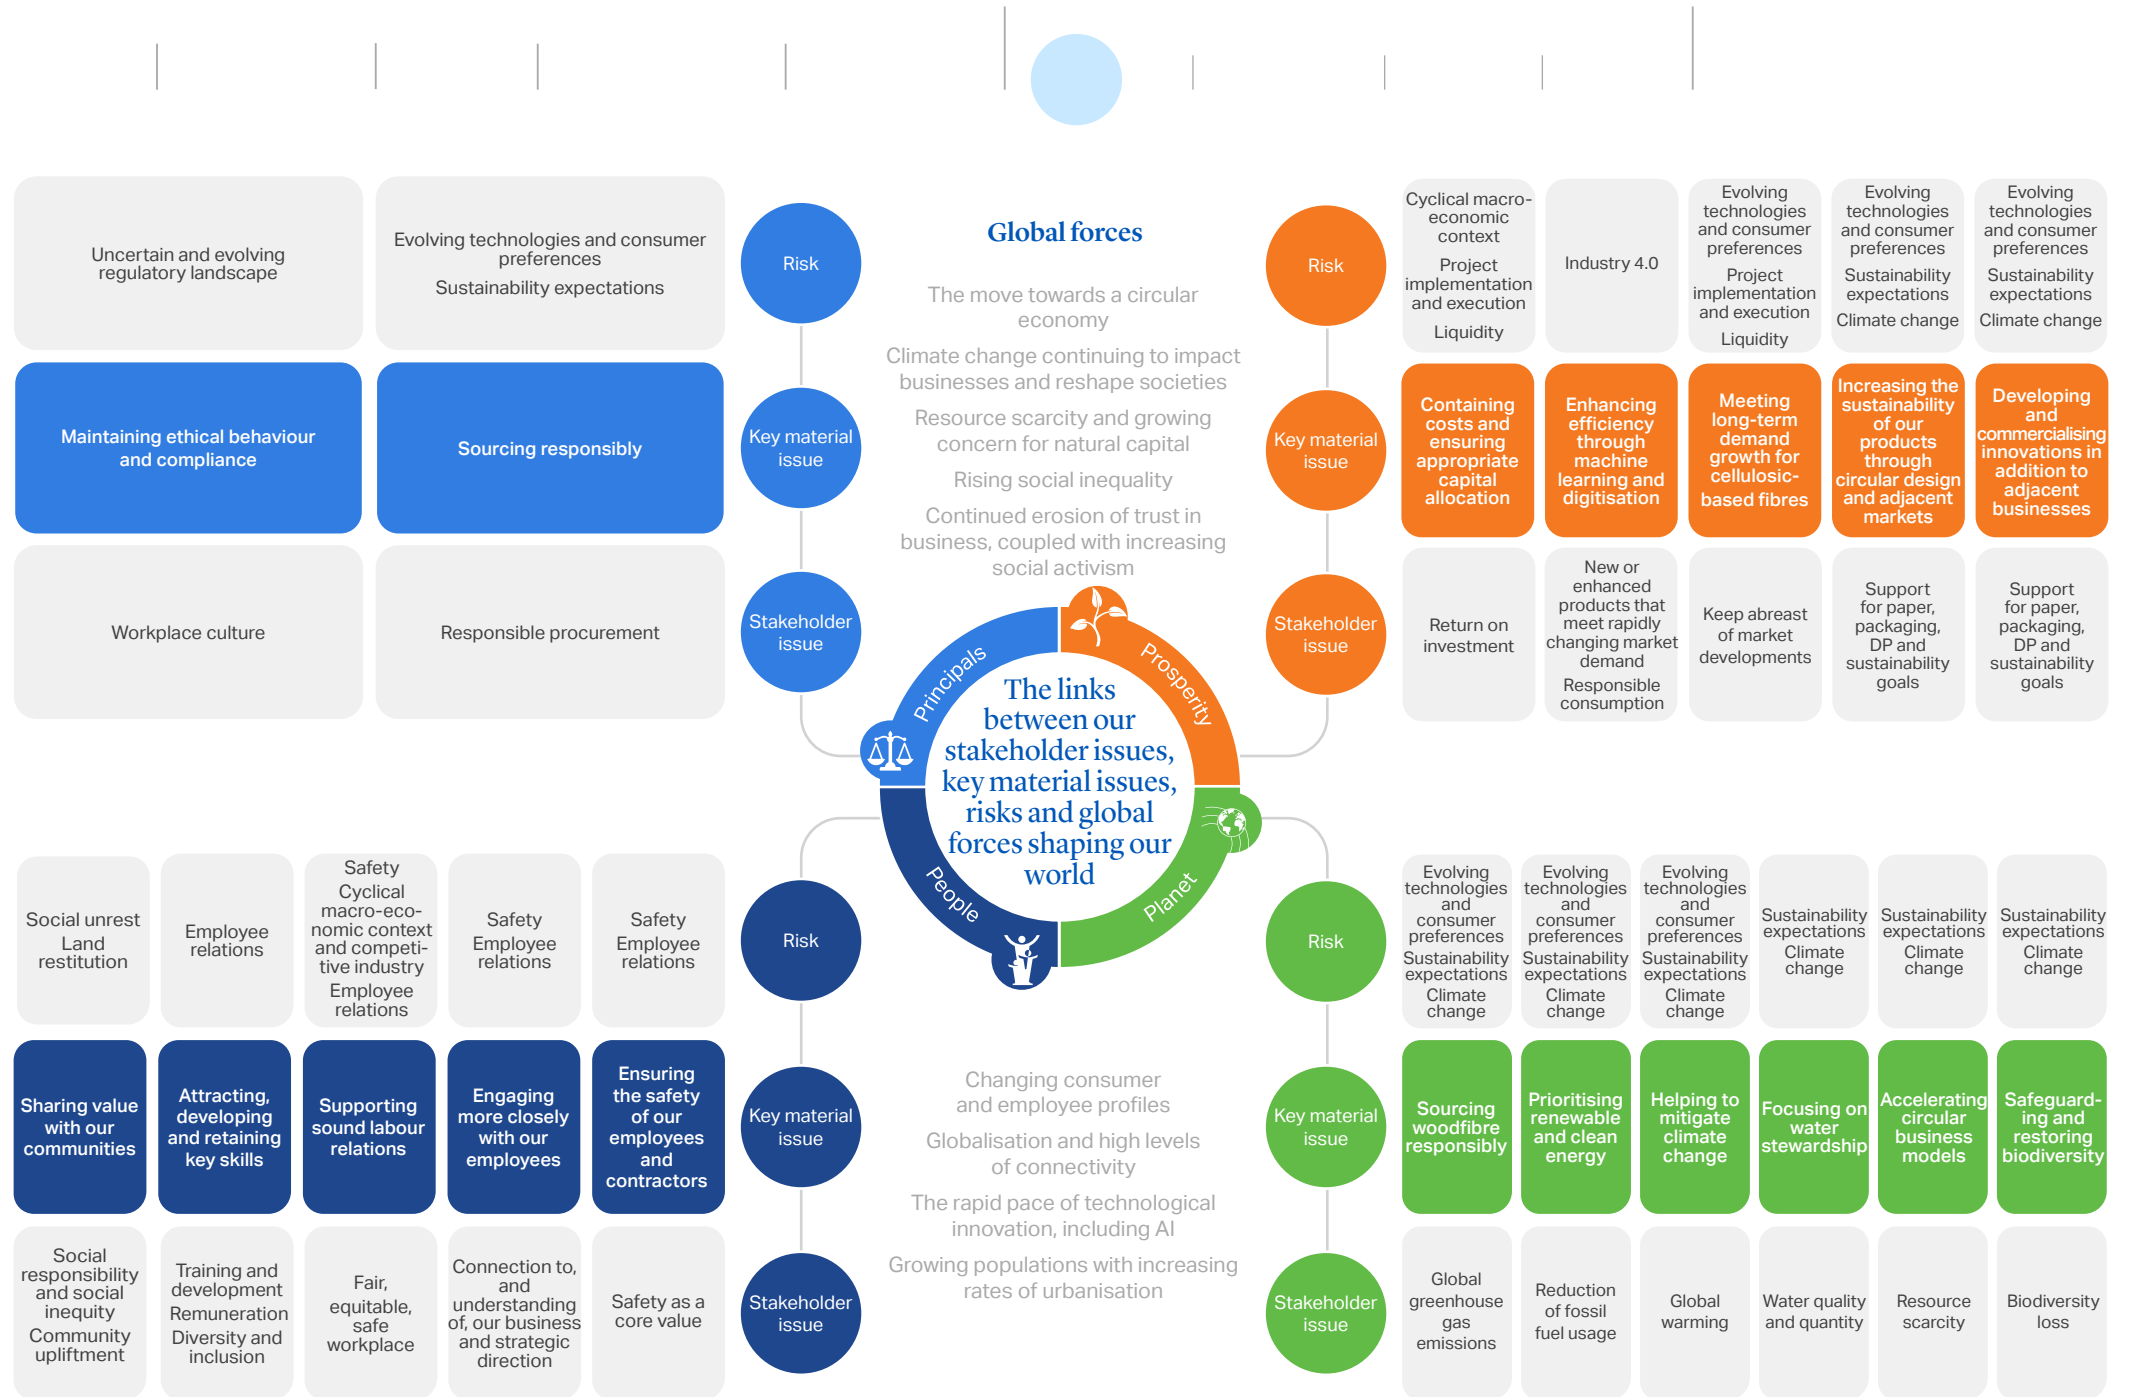 Uncertain and evolving
regulatory landscape
Evolving technologies and consumer
preferences
Sustainability expectations
Risk
Maintaining ethical behaviour
and compliance
Sourcing responsibly
Key material
issue
Workplace culture
Responsible procurement
Stakeholder
issue
Global forces
The move towards a circular
economy
Climate change continuing to impact
businesses and reshape societies
Resource scarcity and growing
concern for natural capital
Rising social inequality
Continued erosion of trust in
business, coupled with increasing
social activism
Risk
Cyclical macro-
economic
context
Project
implementation
and execution
Liquidity
Industry 4.0
Evolving
technologies
and consumer
preferences
Project
implementation
and execution
Liquidity
Evolving
technologies
and consumer
preferences
Sustainability
expectations
Climate change
Evolving
technologies
and consumer
preferences
Sustainability
expectations
Climate change
Key material
issue
Containing
costs and
ensuring
appropriate
capital
allocation
Enhancing
efficiency
through
machine
learning and
digitisation
Meeting
long-term
demand
growth for
cellulosic-
based fibres
Increasing the
sustainability
of our
products
through
circular design
and adjacent
markets
Developing
and
commercialising
innovations in
addition to
adjacent
businesses
Stakeholder
issue
Return on
investment
New or
enhanced
products that
meet rapidly
changing market
demand
Responsible
consumption
Keep abreast
of market
developments
Support
for paper,
packaging,
DP and
sustainability
goals
Support
for paper,
packaging,
DP and
sustainability
goals
Principals
Prosperity
People
Planet
The links
between our
stakeholder issues,
key material issues,
risks and global
forces shaping our
world
Social unrest
Land
restitution
Employee
relations
Safety
Cyclical
macro-eco-
nomic context
and competi-
tive industry
Employee
relations
Safety
Employee
relations
Safety
Employee
relations
Risk
Sharing value
with our
communities
Attracting,
developing
and retaining
key skills
Supporting
sound labour
relations
Engaging
more closely
with our
employees
Ensuring
the safety
of our
employees
and
contractors
Key material
issue
Social
responsibility
and social
inequity
Community
upliftment
Training and
development
Remuneration
Diversity and
inclusion
Fair,
equitable,
safe
workplace
Connection to,
and
understanding
of, our business
and strategic
direction
Safety as a
core value
Stakeholder
issue
Changing consumer
and employee profiles
Globalisation and high levels
of connectivity
The rapid pace of technological
innovation, including AI
Growing populations with increasing
rates of urbanisation
Risk
Evolving
technologies
and
consumer
preferences
Sustainability
expectations
Climate
change
Evolving
technologies
and
consumer
preferences
Sustainability
expectations
Climate
change
Evolving
technologies
and
consumer
preferences
Sustainability
expectations
Climate
change
Sustainability
expectations
Climate
change
Sustainability
expectations
Climate
change
Sustainability
expectations
Climate
change
Key material
issue
Sourcing
woodfibre
responsibly
Prioritising
renewable
and clean
energy
Helping to
mitigate
climate
change
Focusing on
water
stewardship
Accelerating
circular
business
models
Safeguard-
ing and
restoring
biodiversity
Stakeholder
issue
Global
greenhouse
gas
emissions
Reduction
of fossil
fuel usage
Global
warming
Water quality
and quantity
Resource
scarcity
Biodiversity
loss